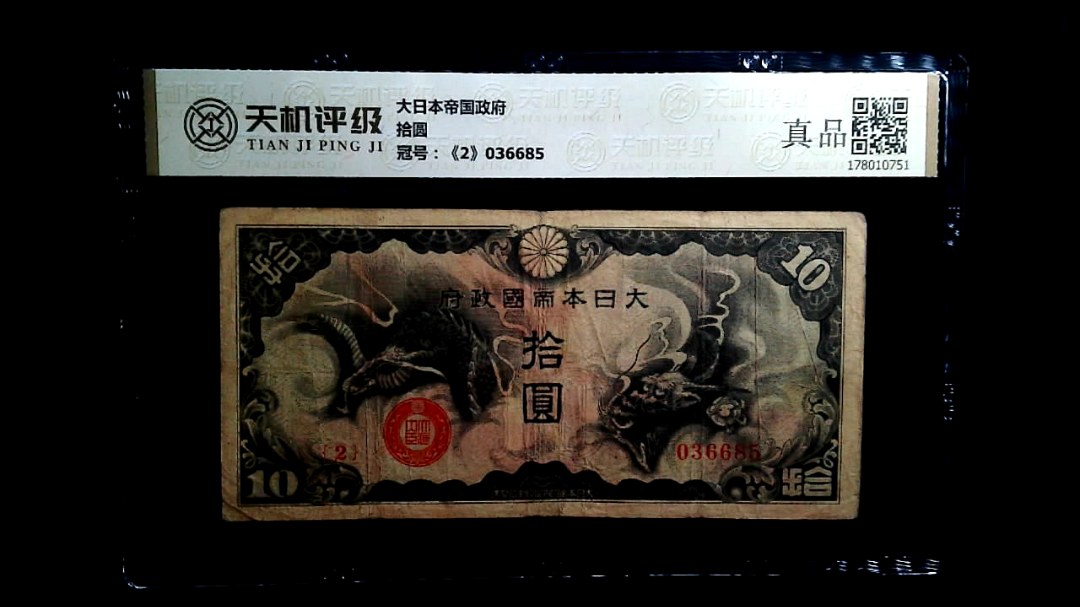 天机评级
TIAN JI PING JI
大日本帝国政府
拾圆
冠号：《2》036685
真品
178010751
拾
10
府政國帝本日大
拾
圓
{2}
036685
10
拾